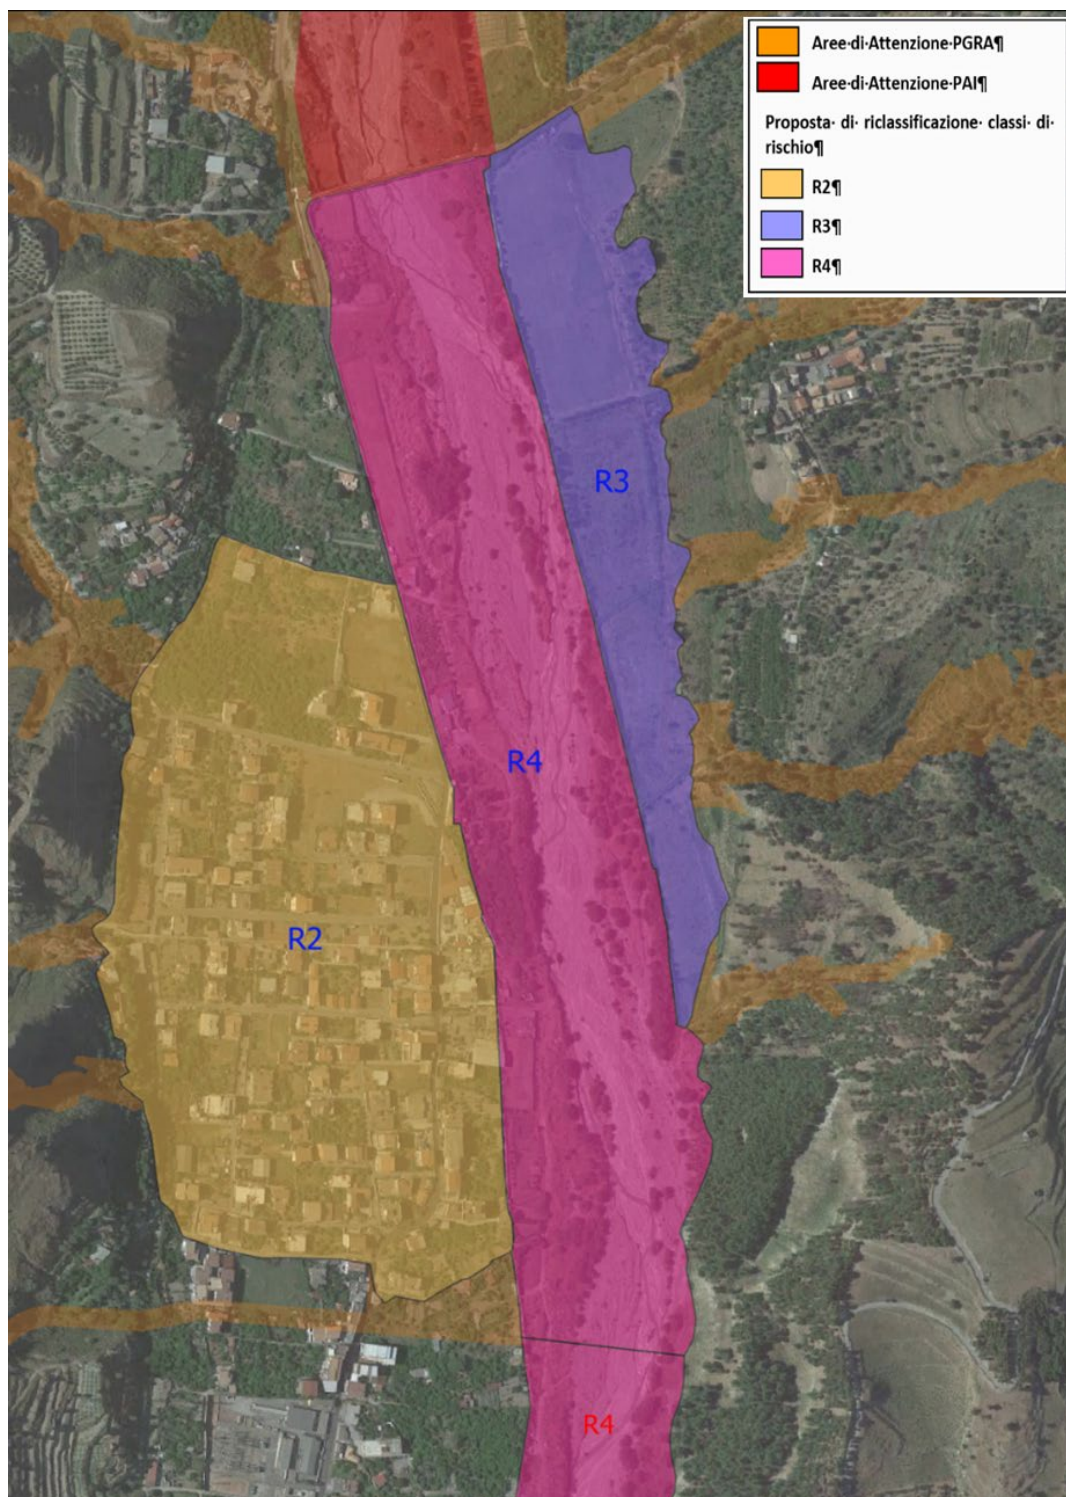 Aree·di·Attenzione·PGRA¶
Aree·di·Attenzione·PAI¶
Proposta· di· riclassificazione· classi· di·
rischio¶
R2¶
R3¶
R4¶
R3
R4
R2
R4